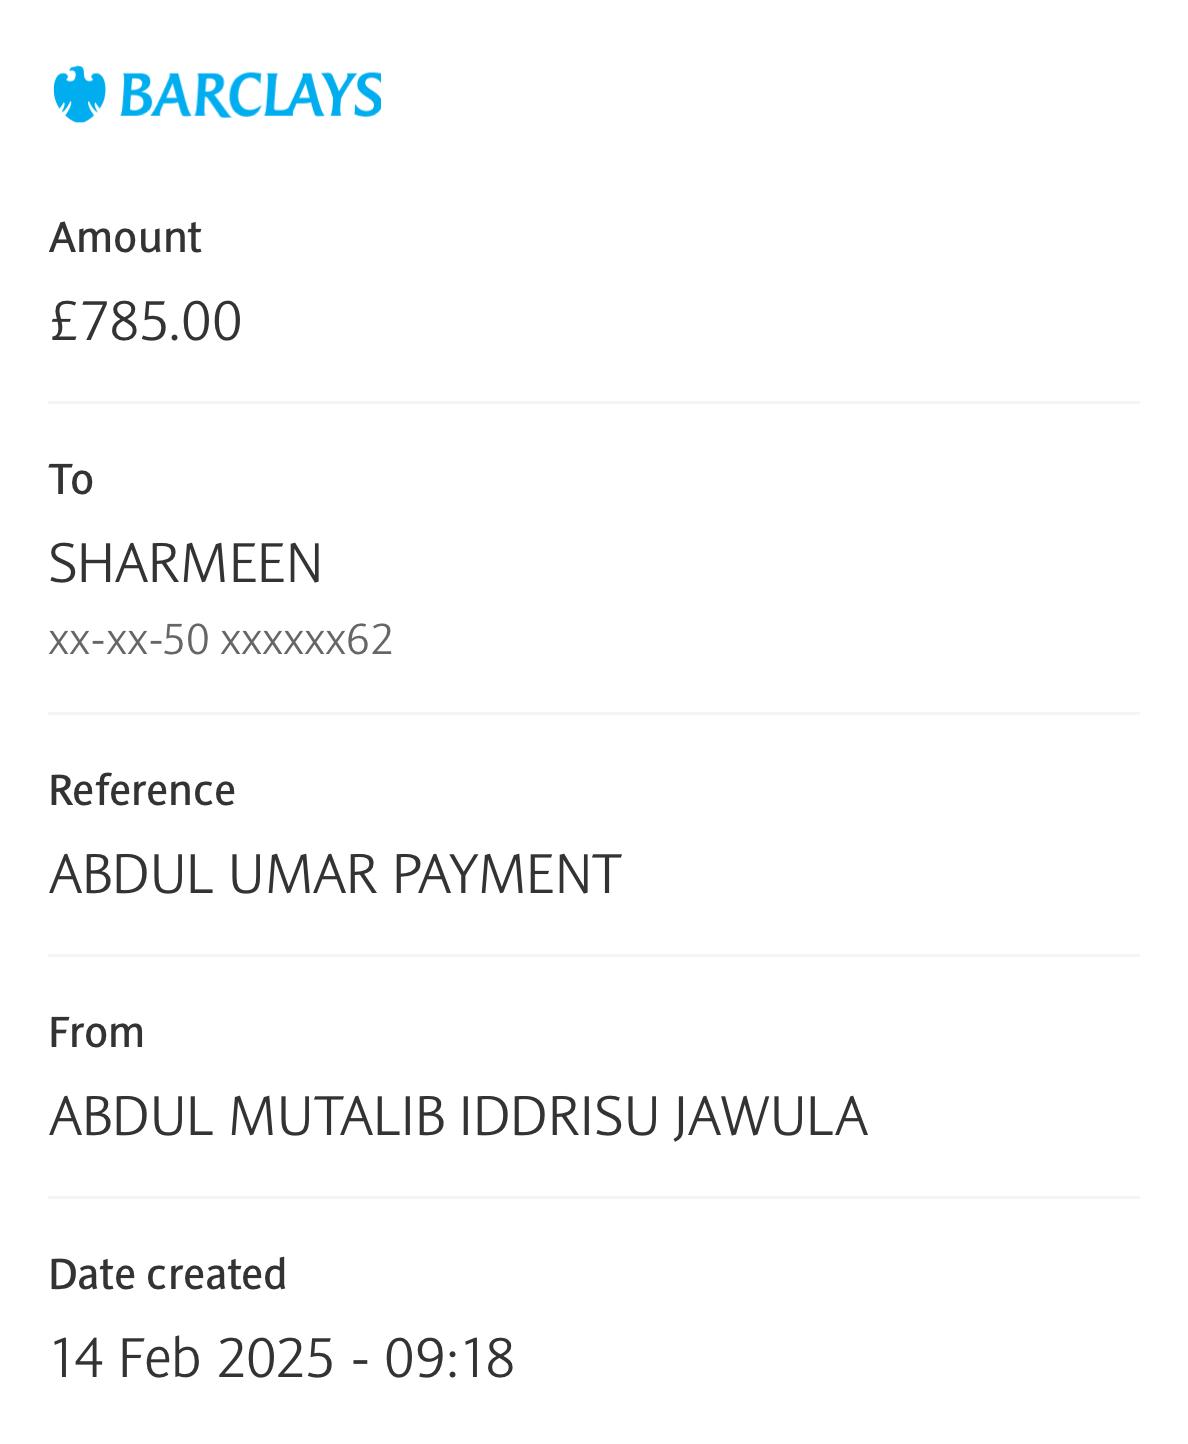 BARCLAYS
Amount
£785.00
To
SHARMEEN
xx-xx-50 xxxxxx62
Reference
ABDUL UMAR PAYMENT
From
ABDUL MUTALIB IDDRISU JAWULA
Date created
14 Feb 2025 - 09:18